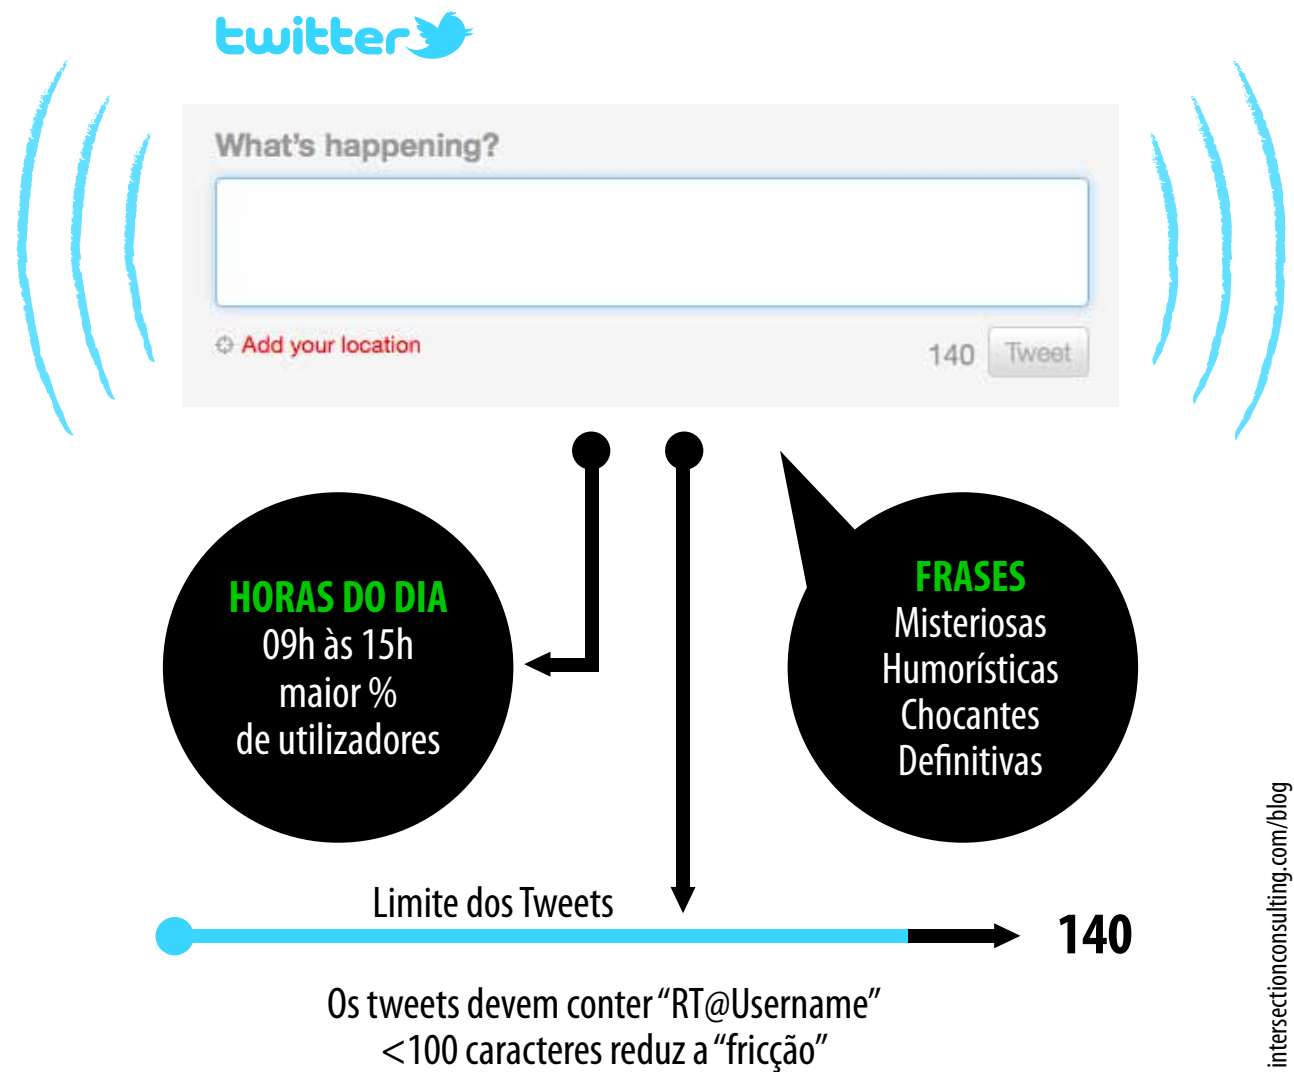 twitter
What's happening?
Add your location
140 Tweet
HORAS DO DIA
09h às 15h
maior %
de utilizadores
FRASES
Misteriosas
Humorísticas
Chocantes
Definitivas
Limite dos Tweets
140
Os tweets devem conter “RT@Username”
<100 caracteres reduz a “fricção”
intersectionconsulting.com/blog